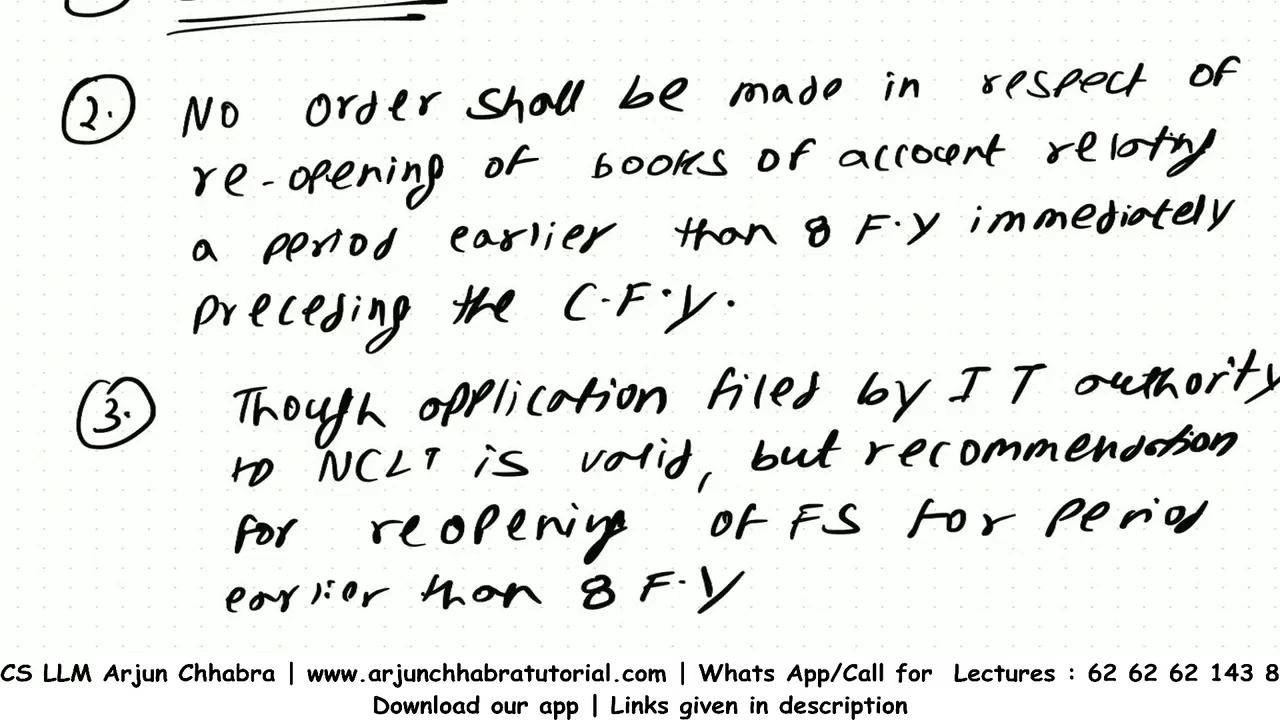 2. No order shall be made in respect of
re-opening of books of account relating
a period earlier than 8 F.Y immediately
preceding the C.F.Y.
3. Though application filed by IT authority
to NCLT is valid, but recommendation
for reopening of FS for period
earlier than 8 F.Y
CS LLM Arjun Chhabra | www.arjunchhabratutorial.com | Whats App/Call for Lectures : 62 62 62 143 8
Download our app | Links given in description